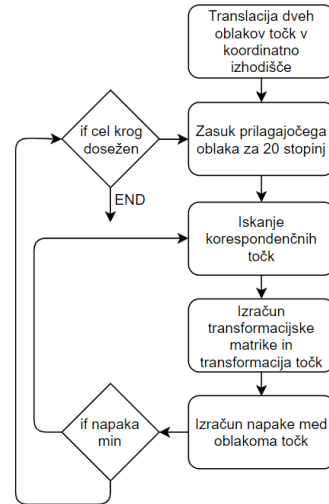 Translacija dveh
oblakov točk v
koordinatno
izhodišče
if cel krog
dosežen
Zasuk prilagajočega
oblaka za 20 stopinj
END
Iskanje
korespondenčnih
točk
Izračun
transformacijske
matrike in
transformacija točk
if napaka
min
Izračun napake med
oblakoma točk